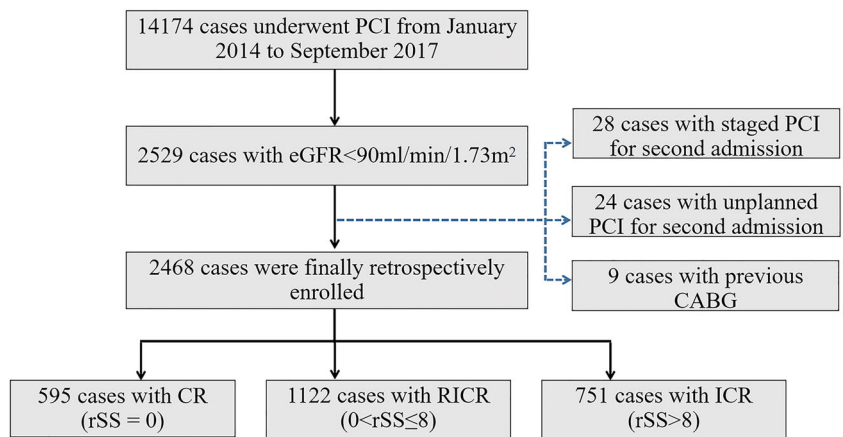 14174 cases underwent PCI from January
2014 to September 2017
2529 cases with eGFR<90ml/min/1.73m²
28 cases with staged PCI
for second admission
24 cases with unplanned
PCI for second admission
9 cases with previous
CABG
2468 cases were finally retrospectively
enrolled
595 cases with CR
(rSS = 0)
1122 cases with RICR
(0<rSS≤8)
751 cases with ICR
(rSS>8)